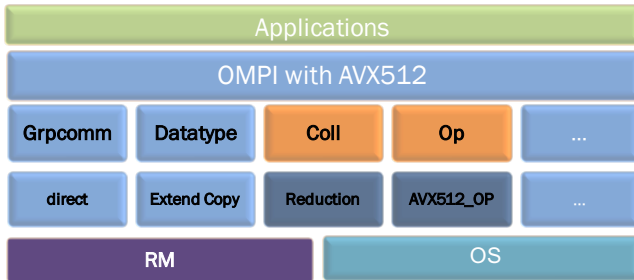 Applications
OMPI with AVX512
Grpcomm Datatype Coll Op ...
direct Extend Copy Reduction AVX512_OP ...
RM OS